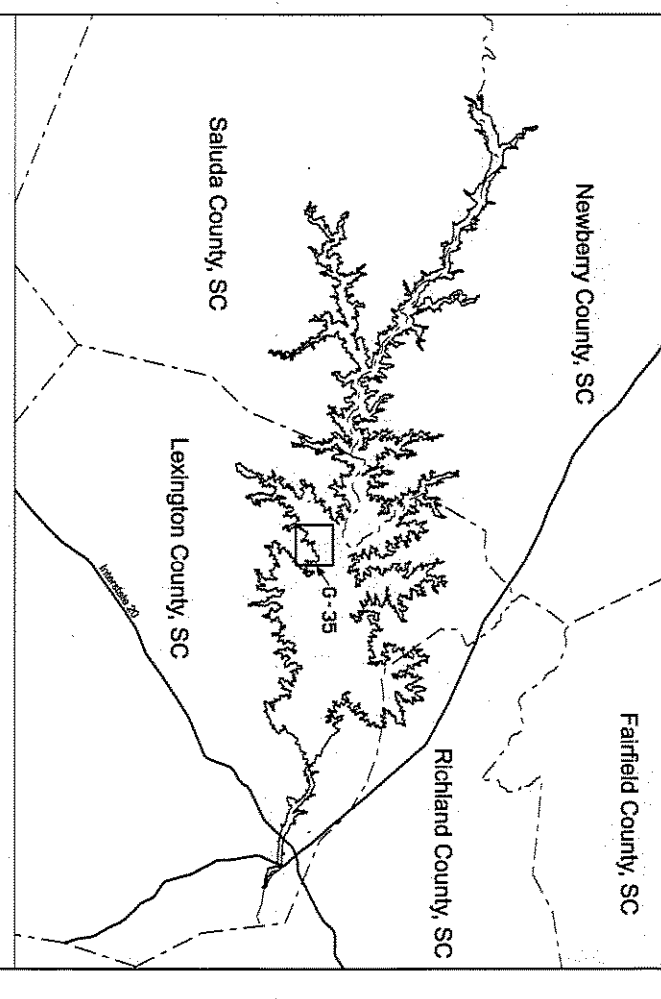 Newberry County, SC
Saluda County, SC
Fairfield County, SC
Richland County, SC
Lexington County, SC
Interstate 20
G-35